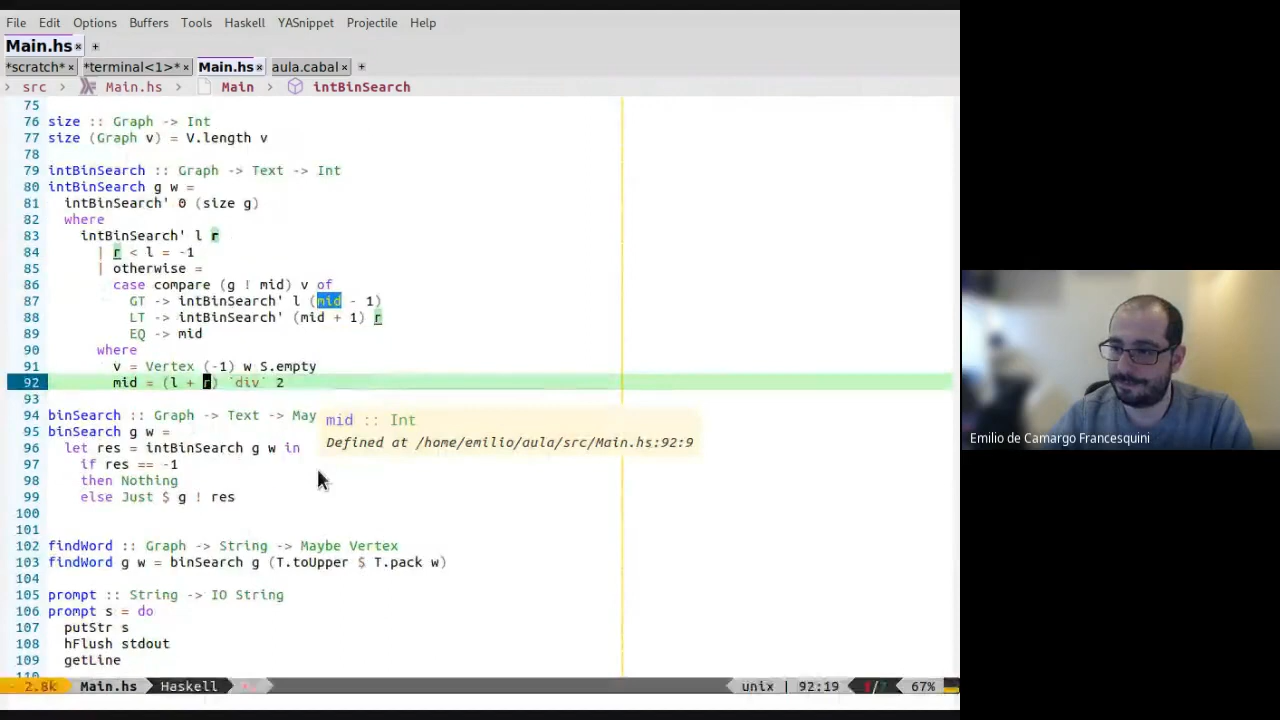 File Edit Options Buffers Tools Haskell YASnippet Projectile Help
Main.hs × +
*scratch* × *terminal<1>* × Main.hs × aula.cabal × +
› src › Main.hs › Main › intBinSearch
75
76 size :: Graph -> Int
77 size (Graph v) = V.length v
78
79 intBinSearch :: Graph -> Text -> Int
80 intBinSearch g w =
81   intBinSearch' 0 (size g)
82   where
83     intBinSearch' l r
84       | r < l = -1
85       | otherwise =
86         case compare (g ! mid) v of
87           GT -> intBinSearch' l (mid - 1)
88           LT -> intBinSearch' (mid + 1) r
89           EQ -> mid
90       where
91         v = Vertex (-1) w S.empty
92         mid = (l + r) `div` 2
93
94 binSearch :: Graph -> Text -> May
mid :: Int
95 binSearch g w =
Defined at /home/emilio/aula/src/Main.hs:92:9
96   let res = intBinSearch g w in
97     if res == -1
98     then Nothing
99     else Just $ g ! res
100
101
102 findWord :: Graph -> String -> Maybe Vertex
103 findWord g w = binSearch g (T.toUpper $ T.pack w)
104
105 prompt :: String -> IO String
106 prompt s = do
107   putStr s
108   hFlush stdout
109   getLine
2.8k Main.hs Haskell unix | 92:19 67%
Emilio de Camargo Francesquini